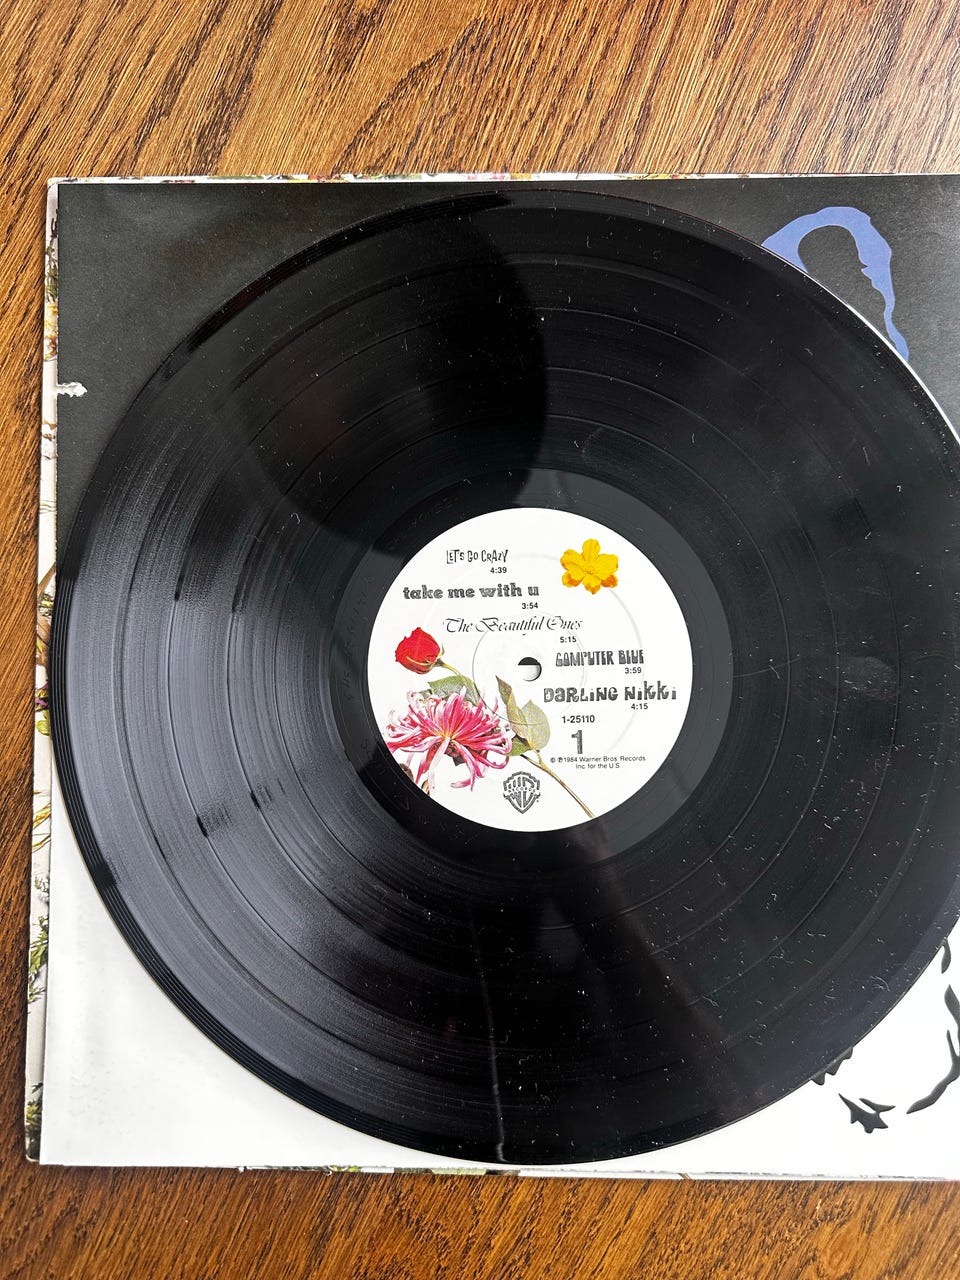 LET'S GO CRAZY
4:39
take me with u
3:54
The Beautiful Ones
5:15
COMPUTER BLUE
3:59
DARLING NIKKI
4:15
1-25110
1
© ℗1984 Warner Bros. Records
Inc. for the U.S